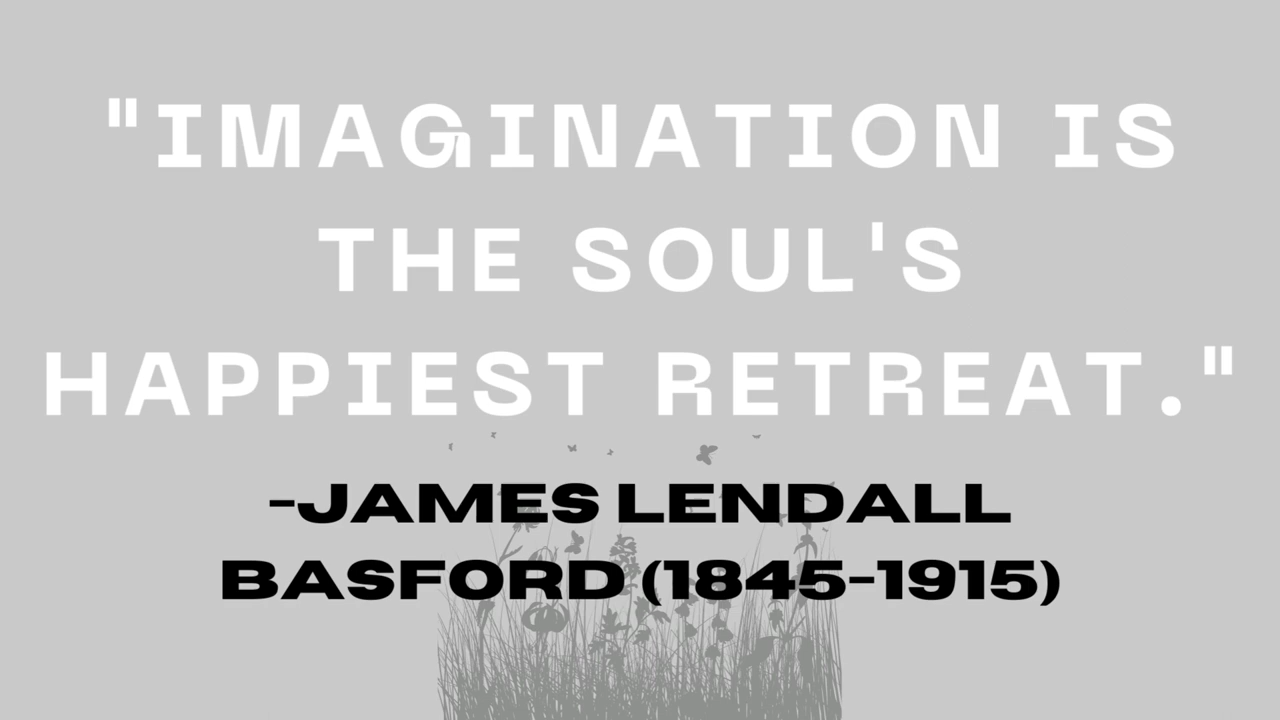 "IMAGINATION IS
THE SOUL'S
HAPPIEST RETREAT."
-JAMES LENDALL
BASFORD (1845-1915)